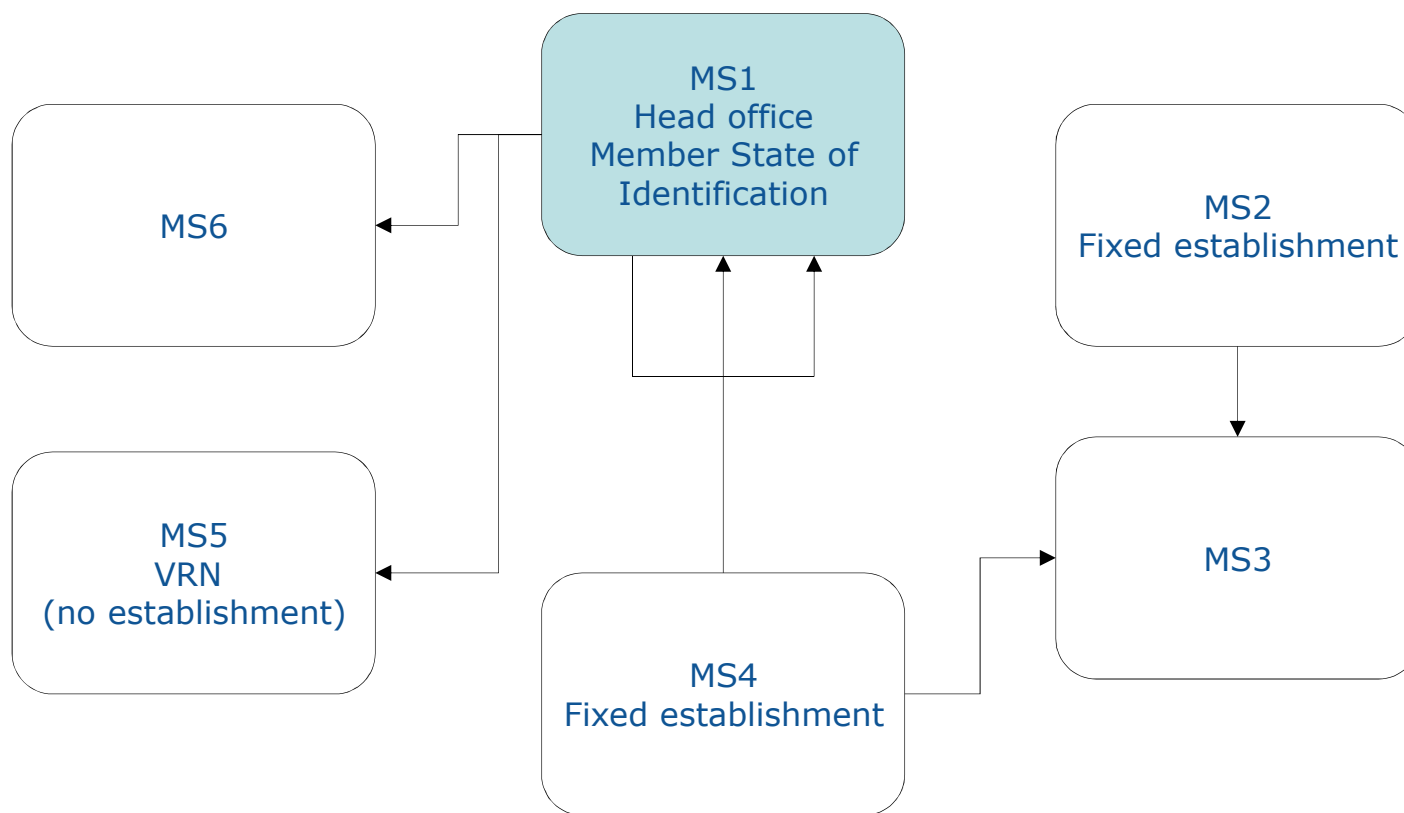 MS1
Head office
Member State of
Identification
MS6
MS2
Fixed establishment
MS5
VRN
(no establishment)
MS3
MS4
Fixed establishment